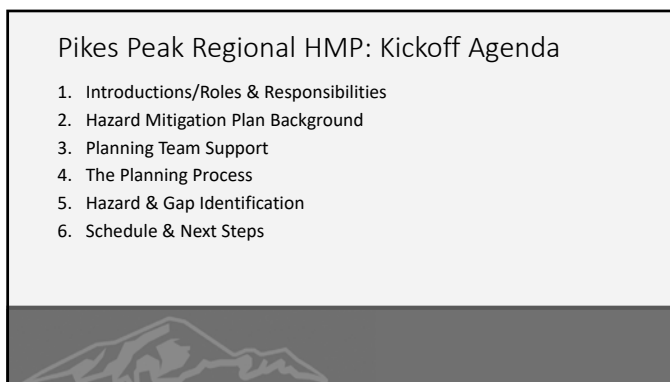 Pikes Peak Regional HMP: Kickoff Agenda
1. Introductions/Roles & Responsibilities
2. Hazard Mitigation Plan Background
3. Planning Team Support
4. The Planning Process
5. Hazard & Gap Identification
6. Schedule & Next Steps